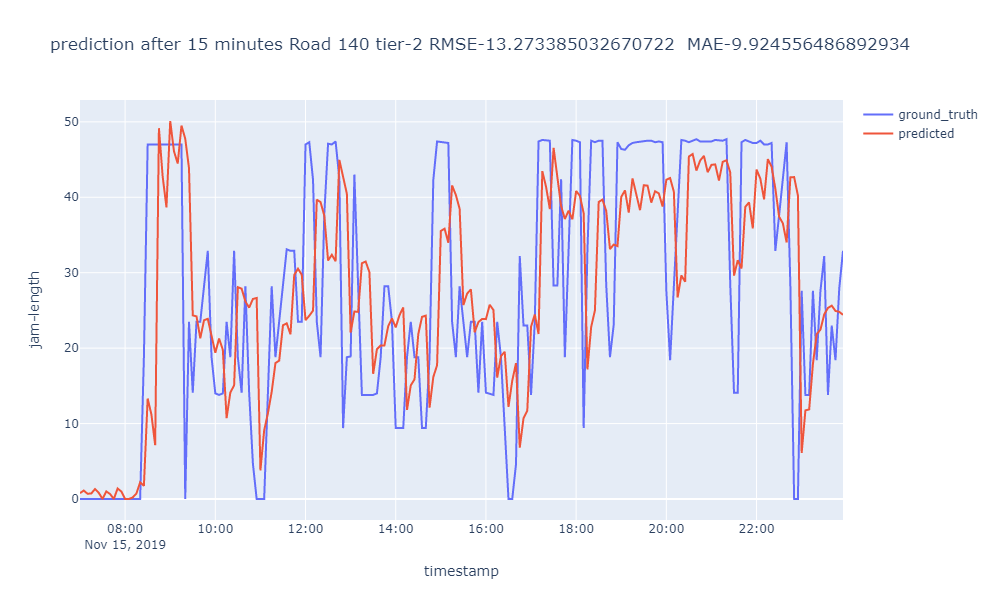 prediction after 15 minutes Road 140 tier-2 RMSE-13.273385032670722  MAE-9.924556486892934
ground_truth
predicted
50
40
30
20
10
0
jam-length
08:00 10:00 12:00 14:00 16:00 18:00 20:00 22:00
Nov 15, 2019
timestamp